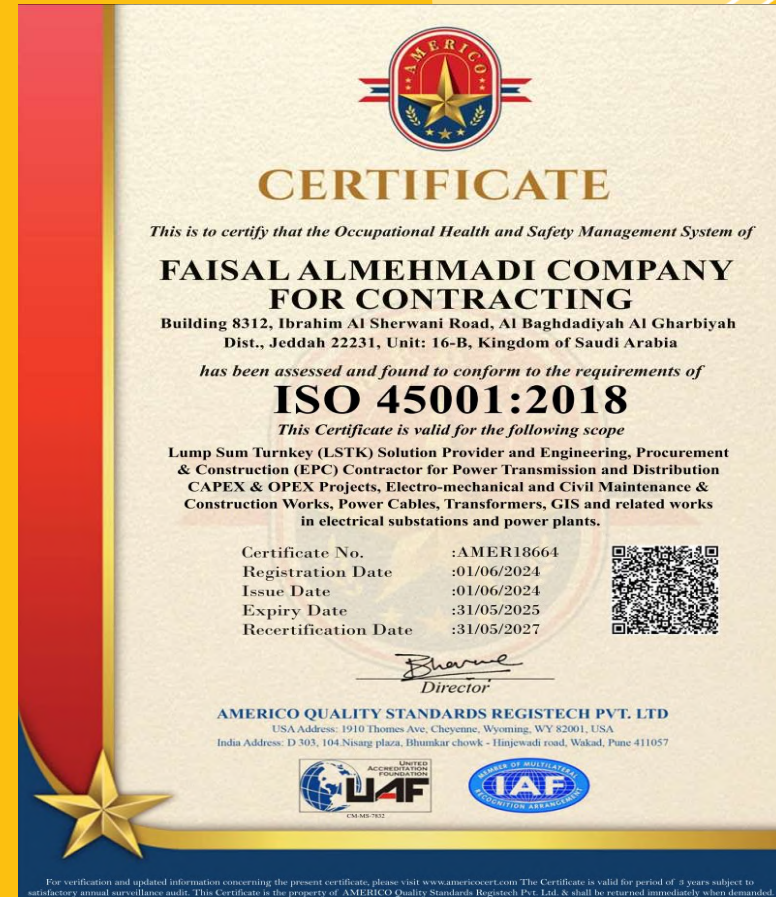 AMERICO
CERTIFICATE
This is to certify that the Occupational Health and Safety Management System of
FAISAL ALMEHMADI COMPANY
FOR CONTRACTING
Building 8312, Ibrahim Al Sherwani Road, Al Baghdadiyah Al Gharbiyah
Dist., Jeddah 22231, Unit: 16-B, Kingdom of Saudi Arabia
has been assessed and found to conform to the requirements of
ISO 45001:2018
This Certificate is valid for the following scope
Lump Sum Turnkey (LSTK) Solution Provider and Engineering, Procurement
& Construction (EPC) Contractor for Power Transmission and Distribution
CAPEX & OPEX Projects, Electro-mechanical and Civil Maintenance &
Construction Works, Power Cables, Transformers, GIS and related works
in electrical substations and power plants.
Certificate No. :AMER18664
Registration Date :01/06/2024
Issue Date :01/06/2024
Expiry Date :31/05/2025
Recertification Date :31/05/2027
Director
AMERICO QUALITY STANDARDS REGISTECH PVT. LTD
USA Address: 1910 Thomes Ave, Cheyenne, Wyoming, WY 82001, USA
India Address: D 303, 104.Nisarg plaza, Bhumkar chowk - Hinjewadi road, Wakad, Pune 411057
UNITED
ACCREDITATION
FOUNDATION
UAF
CM-MS-7832
MEMBER OF MULTILATERAL
IAF
RECOGNITION ARRANGEMENT
For verification and updated information concerning the present certificate, please visit www.americocert.com The Certificate is valid for period of 3 years subject to
satisfactory annual surveillance audit. This Certificate is the property of AMERICO Quality Standards Registech Pvt. Ltd. & shall be returned immediately when demanded.